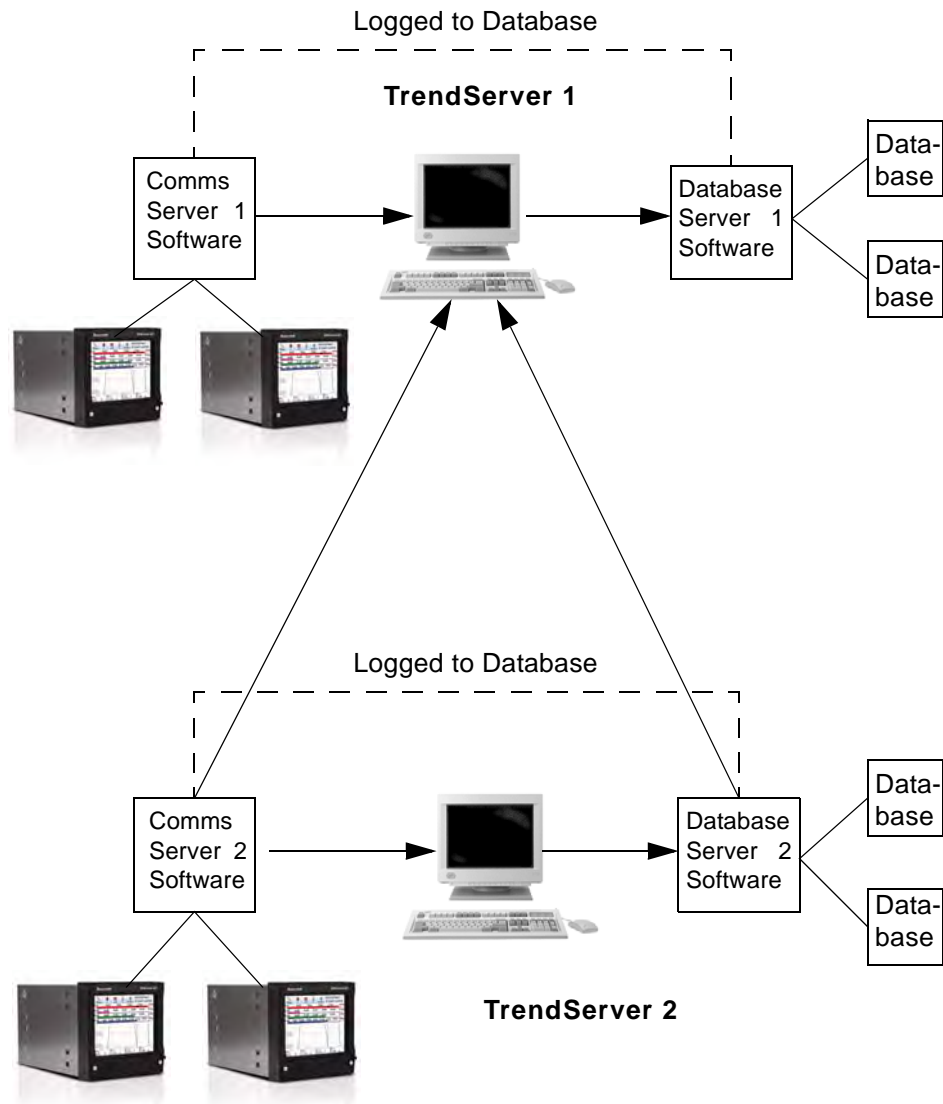 Logged to Database
TrendServer 1
Comms
Server 1
Software
Database
Server 1
Software
Data-
base
Data-
base
Logged to Database
Comms
Server 2
Software
Database
Server 2
Software
Data-
base
Data-
base
TrendServer 2